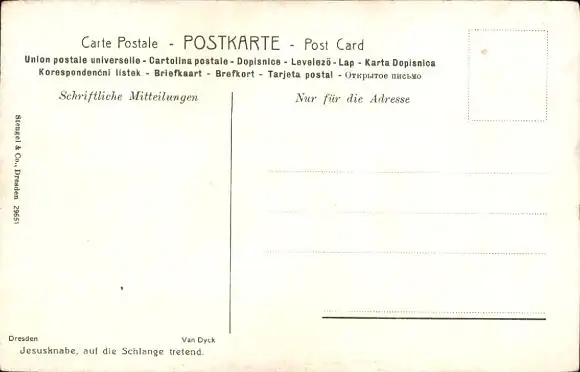 Carte Postale - POSTKARTE - Post Card
Union postale universelle - Cartolina postale - Dopisnice - Levelező - Lap - Karta Dopisnica
Korespondenční listek - Briefkaart - Brefkort - Tarjeta postal - Открытое письмо
Schriftliche Mitteilungen
Nur für die Adresse
Stengel & Co., Dresden 29651
Dresden
Van Dyck
Jesusknabe, auf die Schlange tretend.